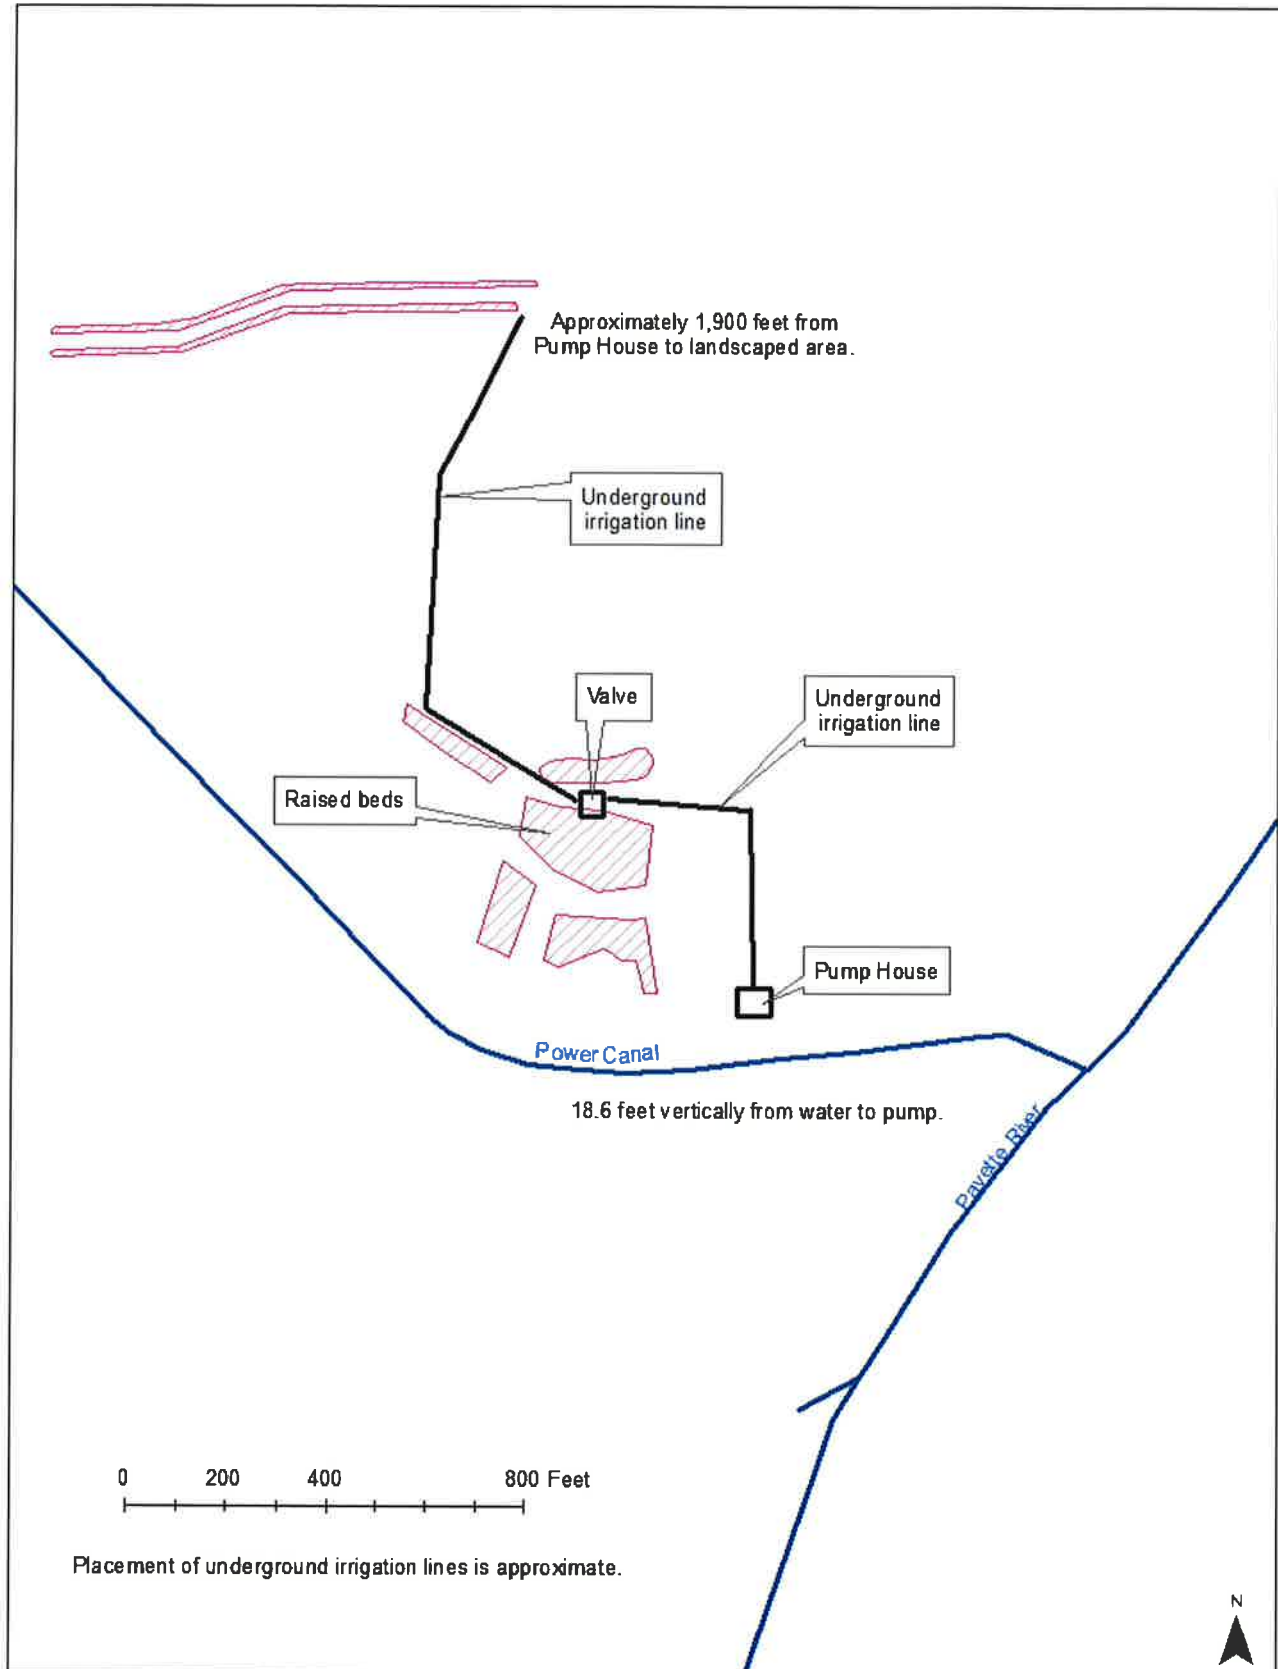 Approximately 1,900 feet from
Pump House to landscaped area.
Underground
irrigation line
Valve
Underground
irrigation line
Raised beds
Pump House
Power Canal
18.6 feet vertically from water to pump.
Payette River
0 200 400 800 Feet
Placement of underground irrigation lines is approximate.
N